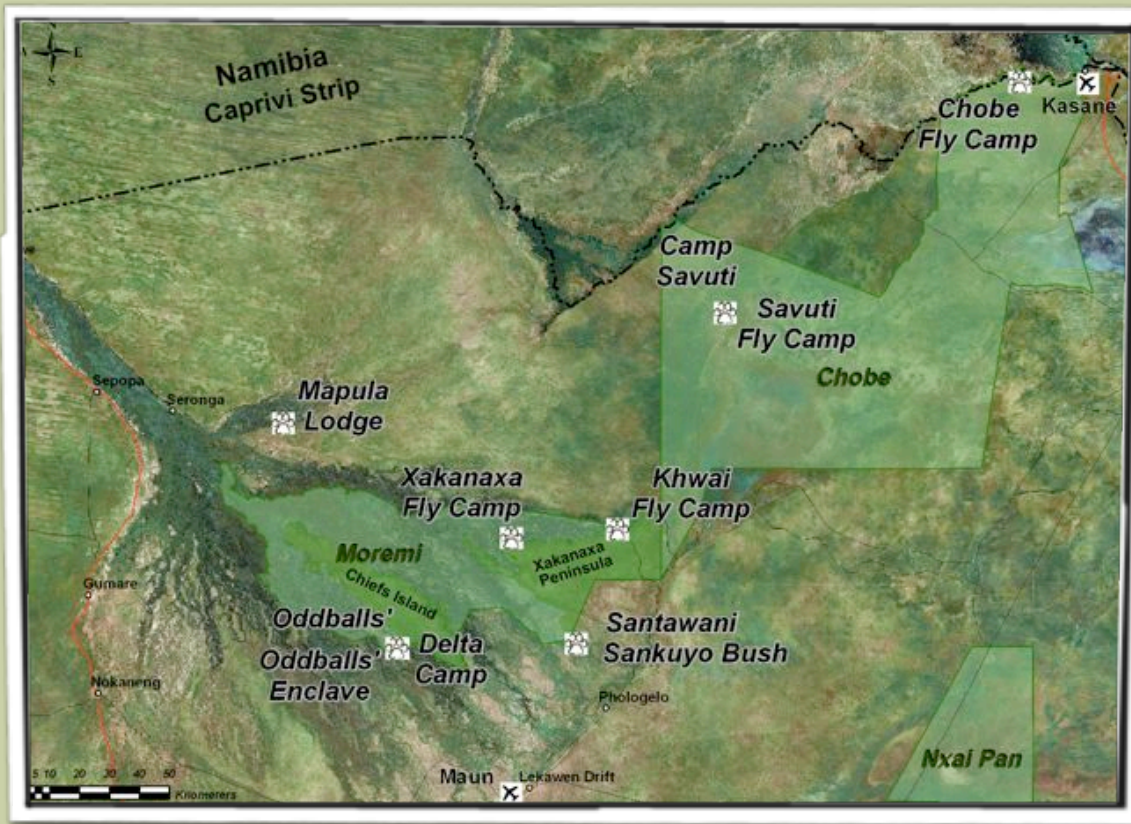 E
S
Namibia
Caprivi Strip
Chobe
Fly Camp
Kasane
Camp
Savuti
Savuti
Fly Camp
Chobe
Sepopa
Seronga
Mapula
Lodge
Xakanaxa
Fly Camp
Khwai
Fly Camp
Moremi
Chiefs Island
Xakanaxa
Peninsula
Gumare
Oddballs'
Oddballs'
Enclave
Delta
Camp
Santawani
Sankuyo Bush
Nokaneng
Phologelo
Nxai Pan
Maun
Lekawen Drift
5 10 20 30 40 50
Kilometers